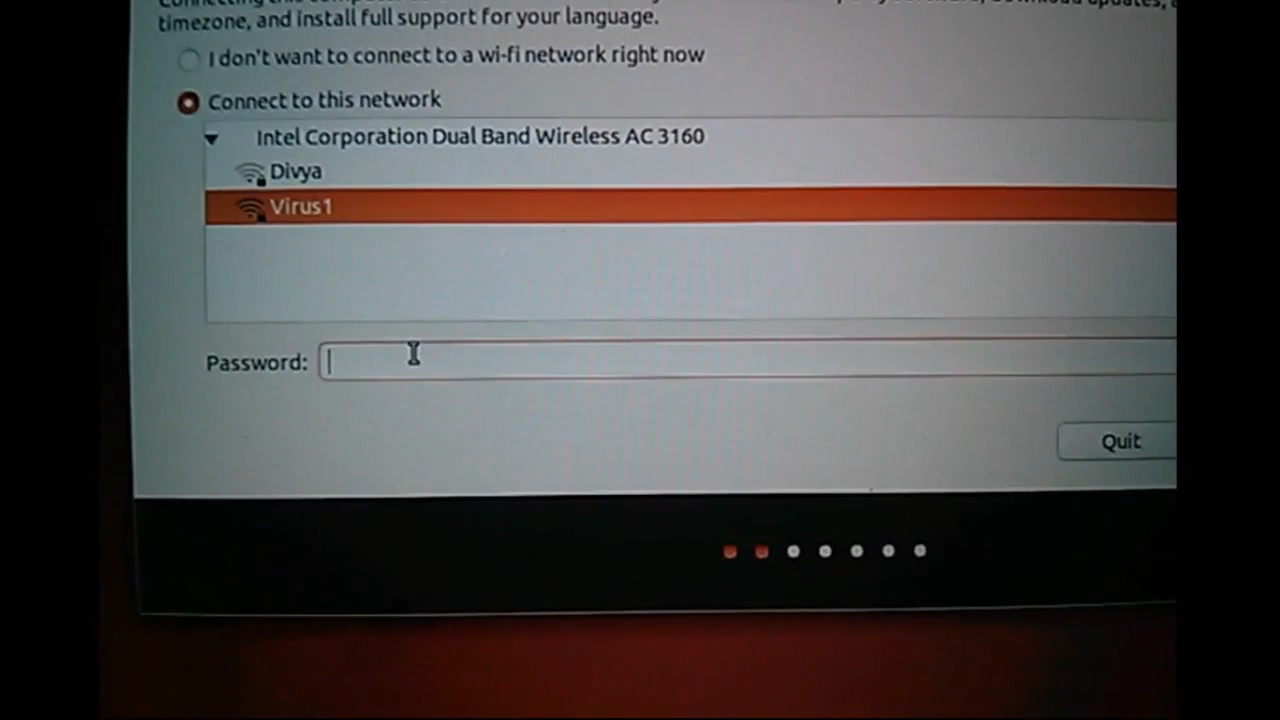 timezone, and install full support for your language.
I don't want to connect to a wi-fi network right now
Connect to this network
Intel Corporation Dual Band Wireless AC 3160
Divya
Virus1
Password:
Quit